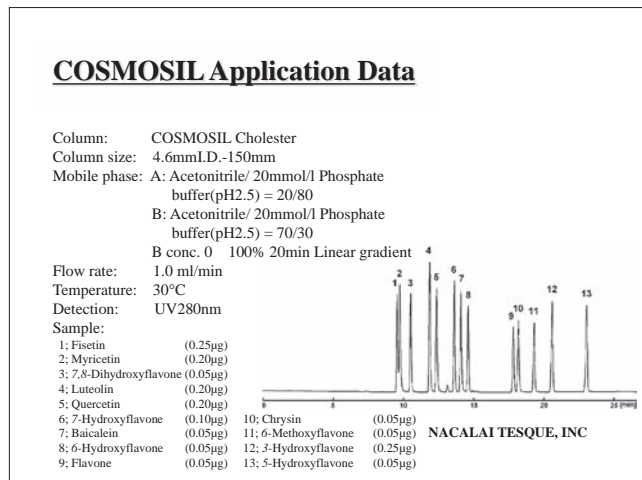 COSMOSIL Application Data
Column: COSMOSIL Cholester
Column size: 4.6mmI.D.-150mm
Mobile phase: A: Acetonitrile/ 20mmol/l Phosphate
buffer(pH2.5) = 20/80
B: Acetonitrile/ 20mmol/l Phosphate
buffer(pH2.5) = 70/30
B conc. 0 100% 20min Linear gradient
Flow rate: 1.0 ml/min
Temperature: 30°C
Detection: UV280nm
Sample:
1; Fisetin (0.25μg)
2; Myricetin (0.20μg)
3; 7,8-Dihydroxyflavone (0.05μg)
4; Luteolin (0.20μg)
5; Quercetin (0.20μg)
6; 7-Hydroxyflavone (0.10μg)
7; Baicalein (0.05μg)
8; 6-Hydroxyflavone (0.05μg)
9; Flavone (0.05μg)
10; Chrysin (0.05μg)
11; 6-Methoxyflavone (0.05μg)
12; 3-Hydroxyflavone (0.25μg)
13; 5-Hydroxyflavone (0.05μg)
1 2 3 4 5 6 7 8 9 10 11 12 13
0 5 10 15 20 25 (min)
NACALAI TESQUE, INC